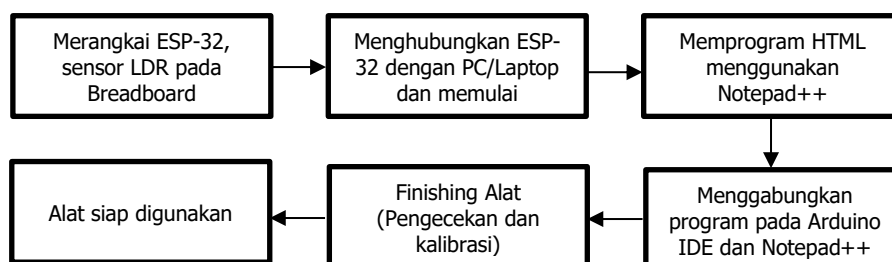 Merangkai ESP-32,
sensor LDR pada
Breadboard
Menghubungkan ESP-
32 dengan PC/Laptop
dan memulai
Memprogram HTML
menggunakan
Notepad++
Menggabungkan
program pada Arduino
IDE dan Notepad++
Finishing Alat
(Pengecekan dan
kalibrasi)
Alat siap digunakan